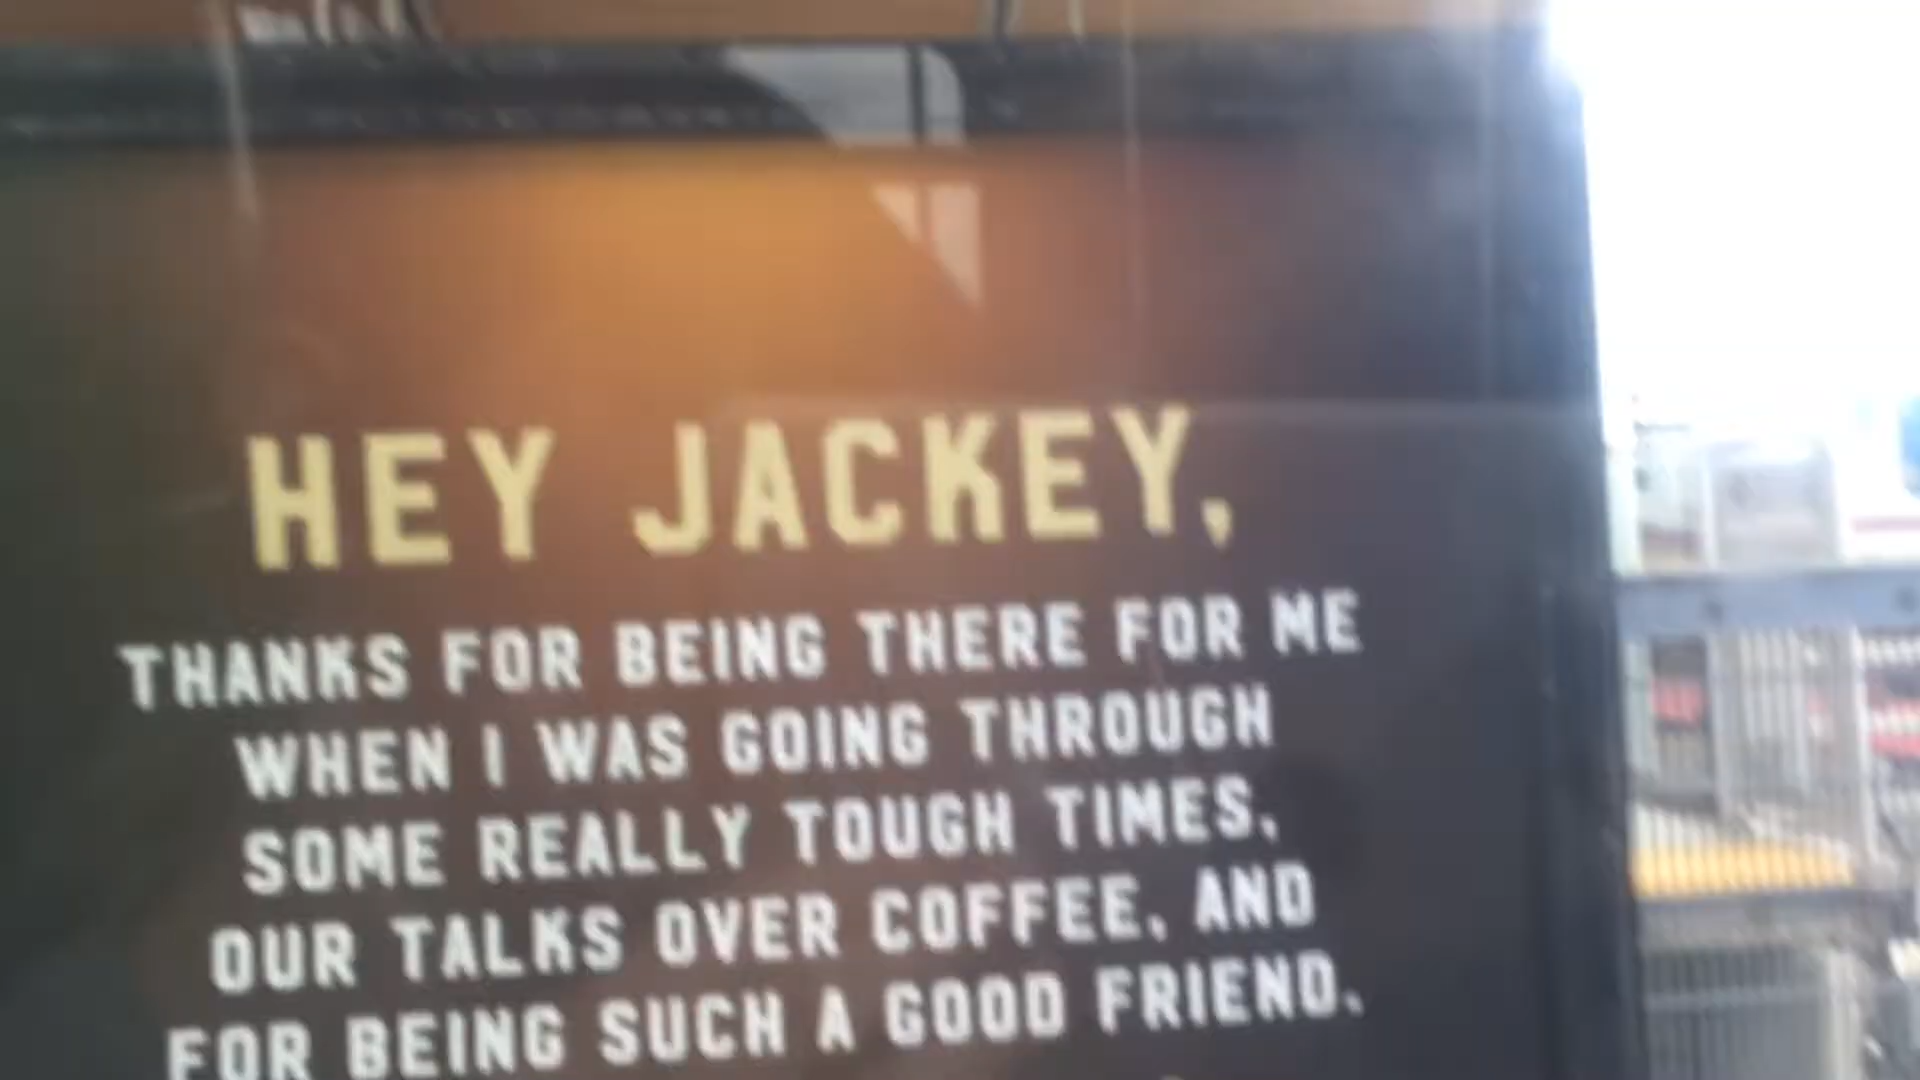 HEY JACKEY,
THANKS FOR BEING THERE FOR ME
WHEN I WAS GOING THROUGH
SOME REALLY TOUGH TIMES,
OUR TALKS OVER COFFEE, AND
FOR BEING SUCH A GOOD FRIEND.